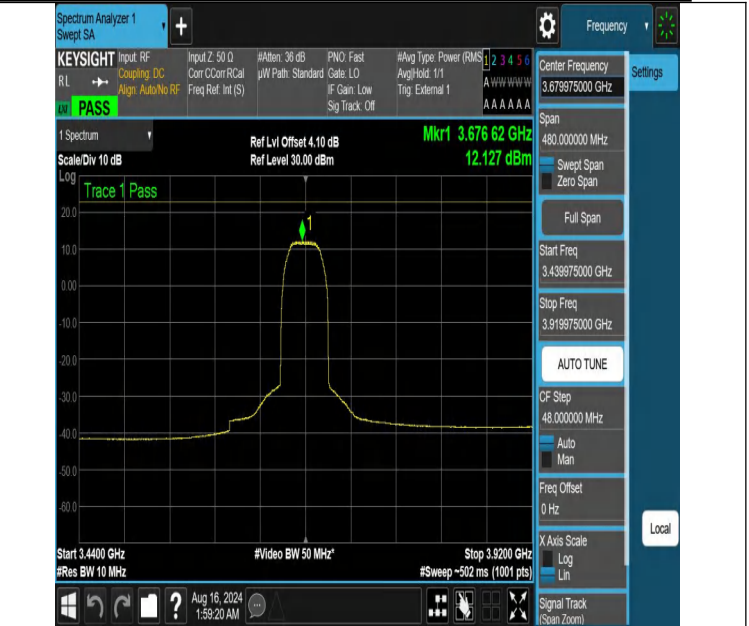 Spectrum Analyzer 1
Swept SA
+
Frequency
KEYSIGHT
RL
LXI
PASS
Input: RF
Coupling: DC
Align: Auto/No RF
Input Z: 50 Ω
Corr CCorr RCal
Freq Ref: Int (S)
#Atten: 36 dB
µW Path: Standard
PNO: Fast
Gate: LO
IF Gain: Low
Sig Track: Off
#Avg Type: Power (RMS
Avg|Hold: 1/1
Trig: External 1
1 2 3 4 5 6
A W W W W W
A A A A A A
1 Spectrum
Scale/Div 10 dB
Ref Lvl Offset 4.10 dB
Ref Level 30.00 dBm
Mkr1 3.676 62 GHz
12.127 dBm
Log
Trace 1 Pass
1
20.0
10.0
0.00
-10.0
-20.0
-30.0
-40.0
-50.0
-60.0
Start 3.4400 GHz
#Res BW 10 MHz
#Video BW 50 MHz*
Stop 3.9200 GHz
#Sweep ~502 ms (1001 pts)
Center Frequency
3.679975000 GHz
Settings
Span
480.000000 MHz
Swept Span
Zero Span
Full Span
Start Freq
3.439975000 GHz
Stop Freq
3.919975000 GHz
AUTO TUNE
CF Step
48.000000 MHz
Auto
Man
Freq Offset
0 Hz
X Axis Scale
Log
Lin
Local
Signal Track
(Span Zoom)
?
Aug 16, 2024
1:59:20 AM